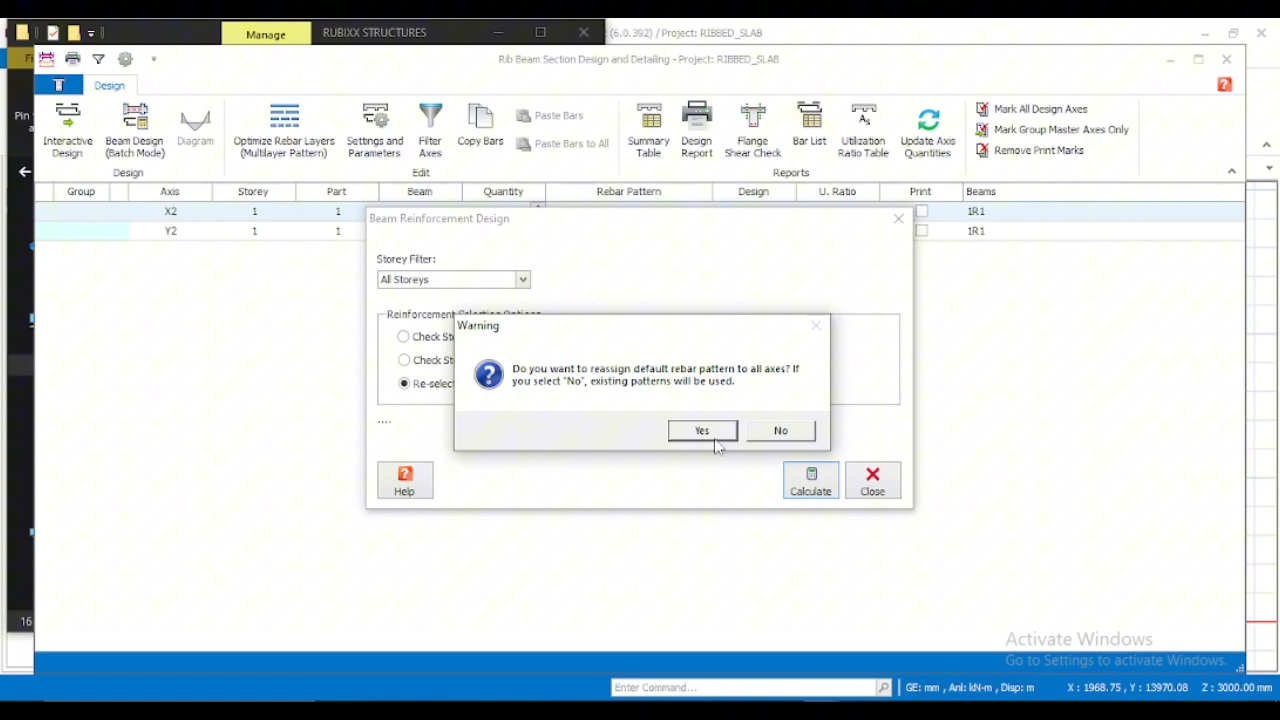 Manage
RUBIXX STRUCTURES
(6.0.392) / Project: RIBBED_SLAB
Rib Beam Section Design and Detailing - Project: RIBBED_SLAB
Design
Pin
Interactive Design
Beam Design (Batch Mode)
Diagram
Optimize Rebar Layers (Multilayer Pattern)
Settings and Parameters
Filter Axes
Copy Bars
Paste Bars
Paste Bars to All
Summary Table
Design Report
Flange Shear Check
Bar List
Utilization Ratio Table
Update Axis Quantities
Mark All Design Axes
Mark Group Master Axes Only
Remove Print Marks
Design
Edit
Reports
Group Axis Storey Part Beam Quantity Rebar Pattern Design U. Ratio Print Beams
X2 1 1 1R1
Y2 1 1 1R1
Beam Reinforcement Design
Storey Filter:
All Storeys
Reinforcement Selection Options
Check
Check
Re-select
Warning
Do you want to reassign default rebar pattern to all axes? If
you select "No", existing patterns will be used.
Yes
No
....
Help
Calculate
Close
16
Activate Windows
Go to Settings to activate Windows.
Enter Command...
GE: mm , Anl: kN-m , Disp: m
X : 1968.75 , Y : 13970.08
Z : 3000.00 mm